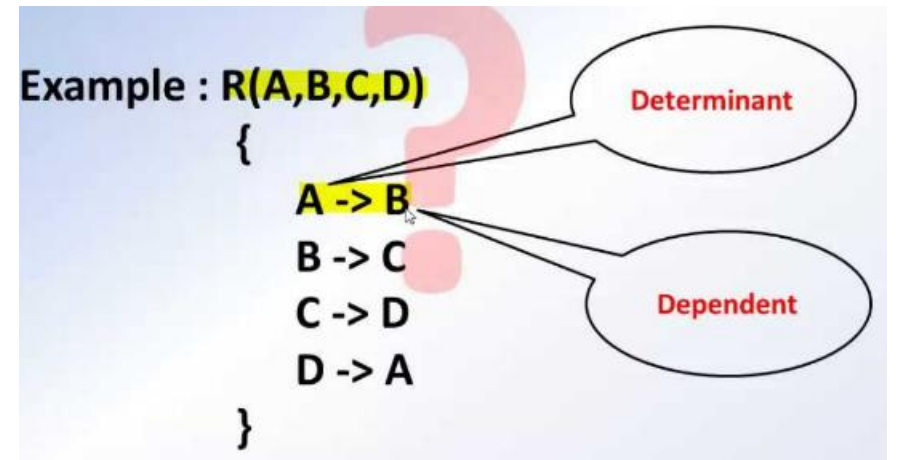 Example : R(A,B,C,D)
{
A -> B
B -> C
C -> D
D -> A
}
Determinant
Dependent
?